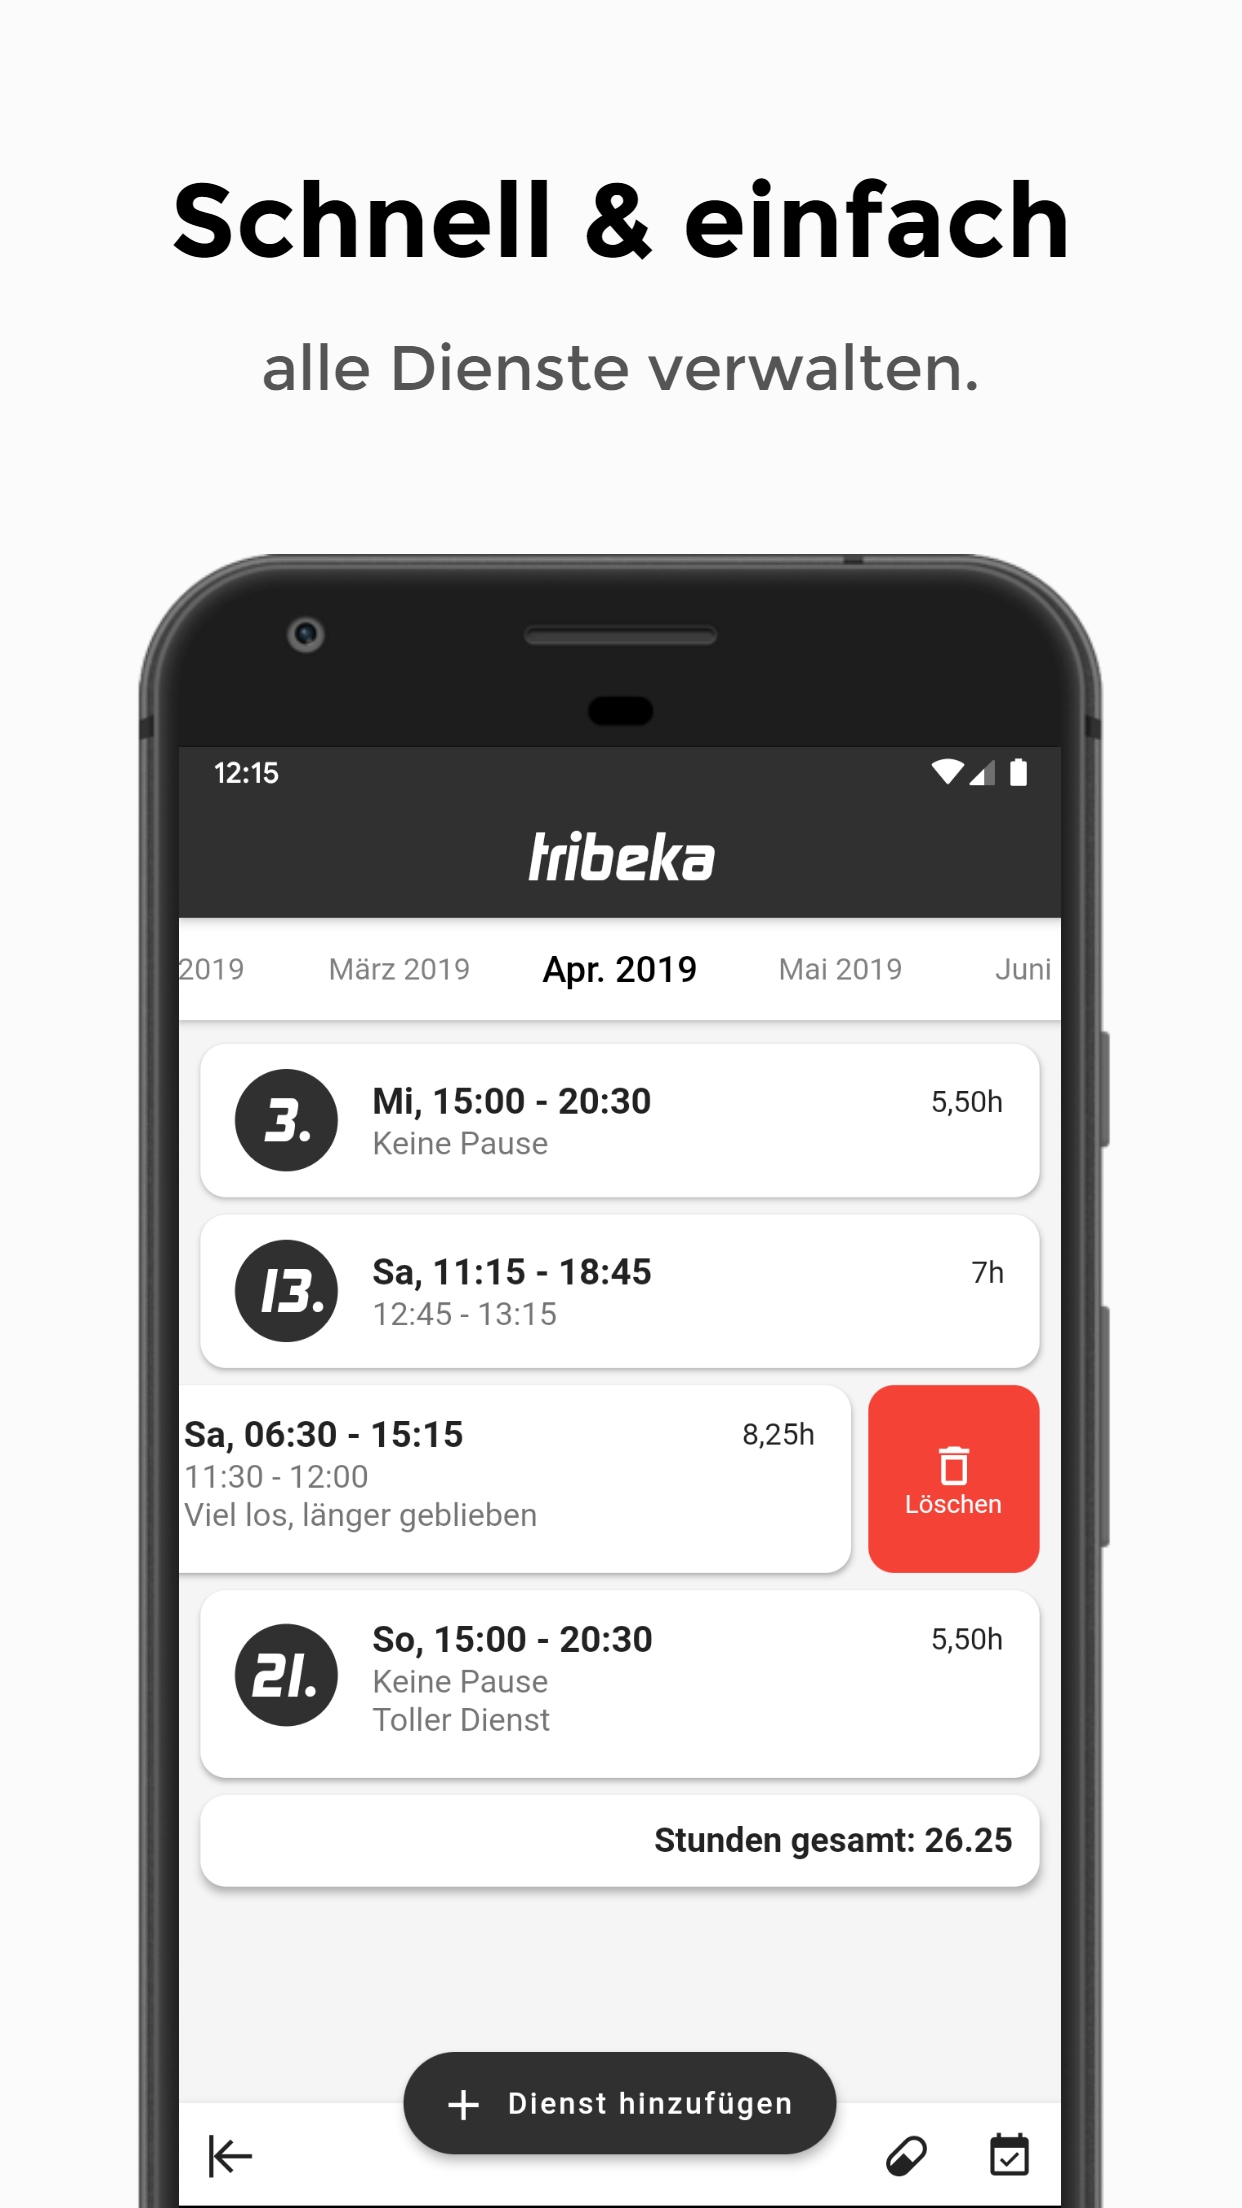 Schnell & einfach
alle Dienste verwalten.
12:15
tribeka
2019 März 2019 Apr. 2019 Mai 2019 Juni
3.
Mi, 15:00 - 20:30 5,50h
Keine Pause
13.
Sa, 11:15 - 18:45 7h
12:45 - 13:15
Sa, 06:30 - 15:15 8,25h
11:30 - 12:00
Viel los, länger geblieben
Löschen
21.
So, 15:00 - 20:30 5,50h
Keine Pause
Toller Dienst
Stunden gesamt: 26.25
Dienst hinzufügen